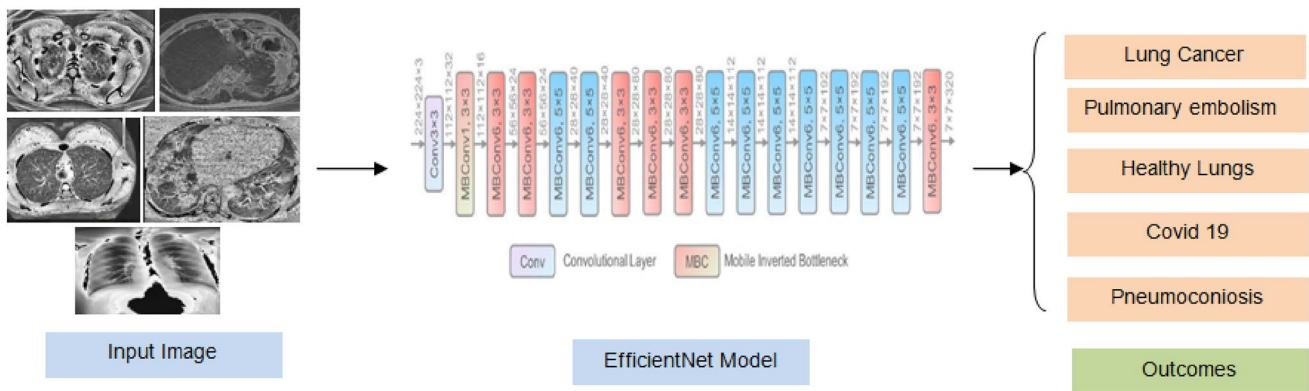 224×224×3
Conv3×3
112×112×32
MBConv1, 3×3
112×112×16
MBConv6, 3×3
56×56×24
MBConv6, 3×3
56×56×24
MBConv6, 5×5
28×28×40
MBConv6, 5×5
28×28×40
MBConv6, 3×3
28×28×80
MBConv6, 3×3
28×28×80
MBConv6, 3×3
28×28×80
MBConv6, 5×5
14×14×112
MBConv6, 5×5
14×14×112
MBConv6, 5×5
14×14×112
MBConv6, 5×5
7×7×192
MBConv6, 5×5
7×7×192
MBConv6, 5×5
7×7×192
MBConv6, 5×5
7×7×192
MBConv6, 3×3
7×7×320
Conv Convolutional Layer
MBC Mobile Inverted Bottleneck
Lung Cancer
Pulmonary embolism
Healthy Lungs
Covid 19
Pneumoconiosis
Input Image
EfficientNet Model
Outcomes